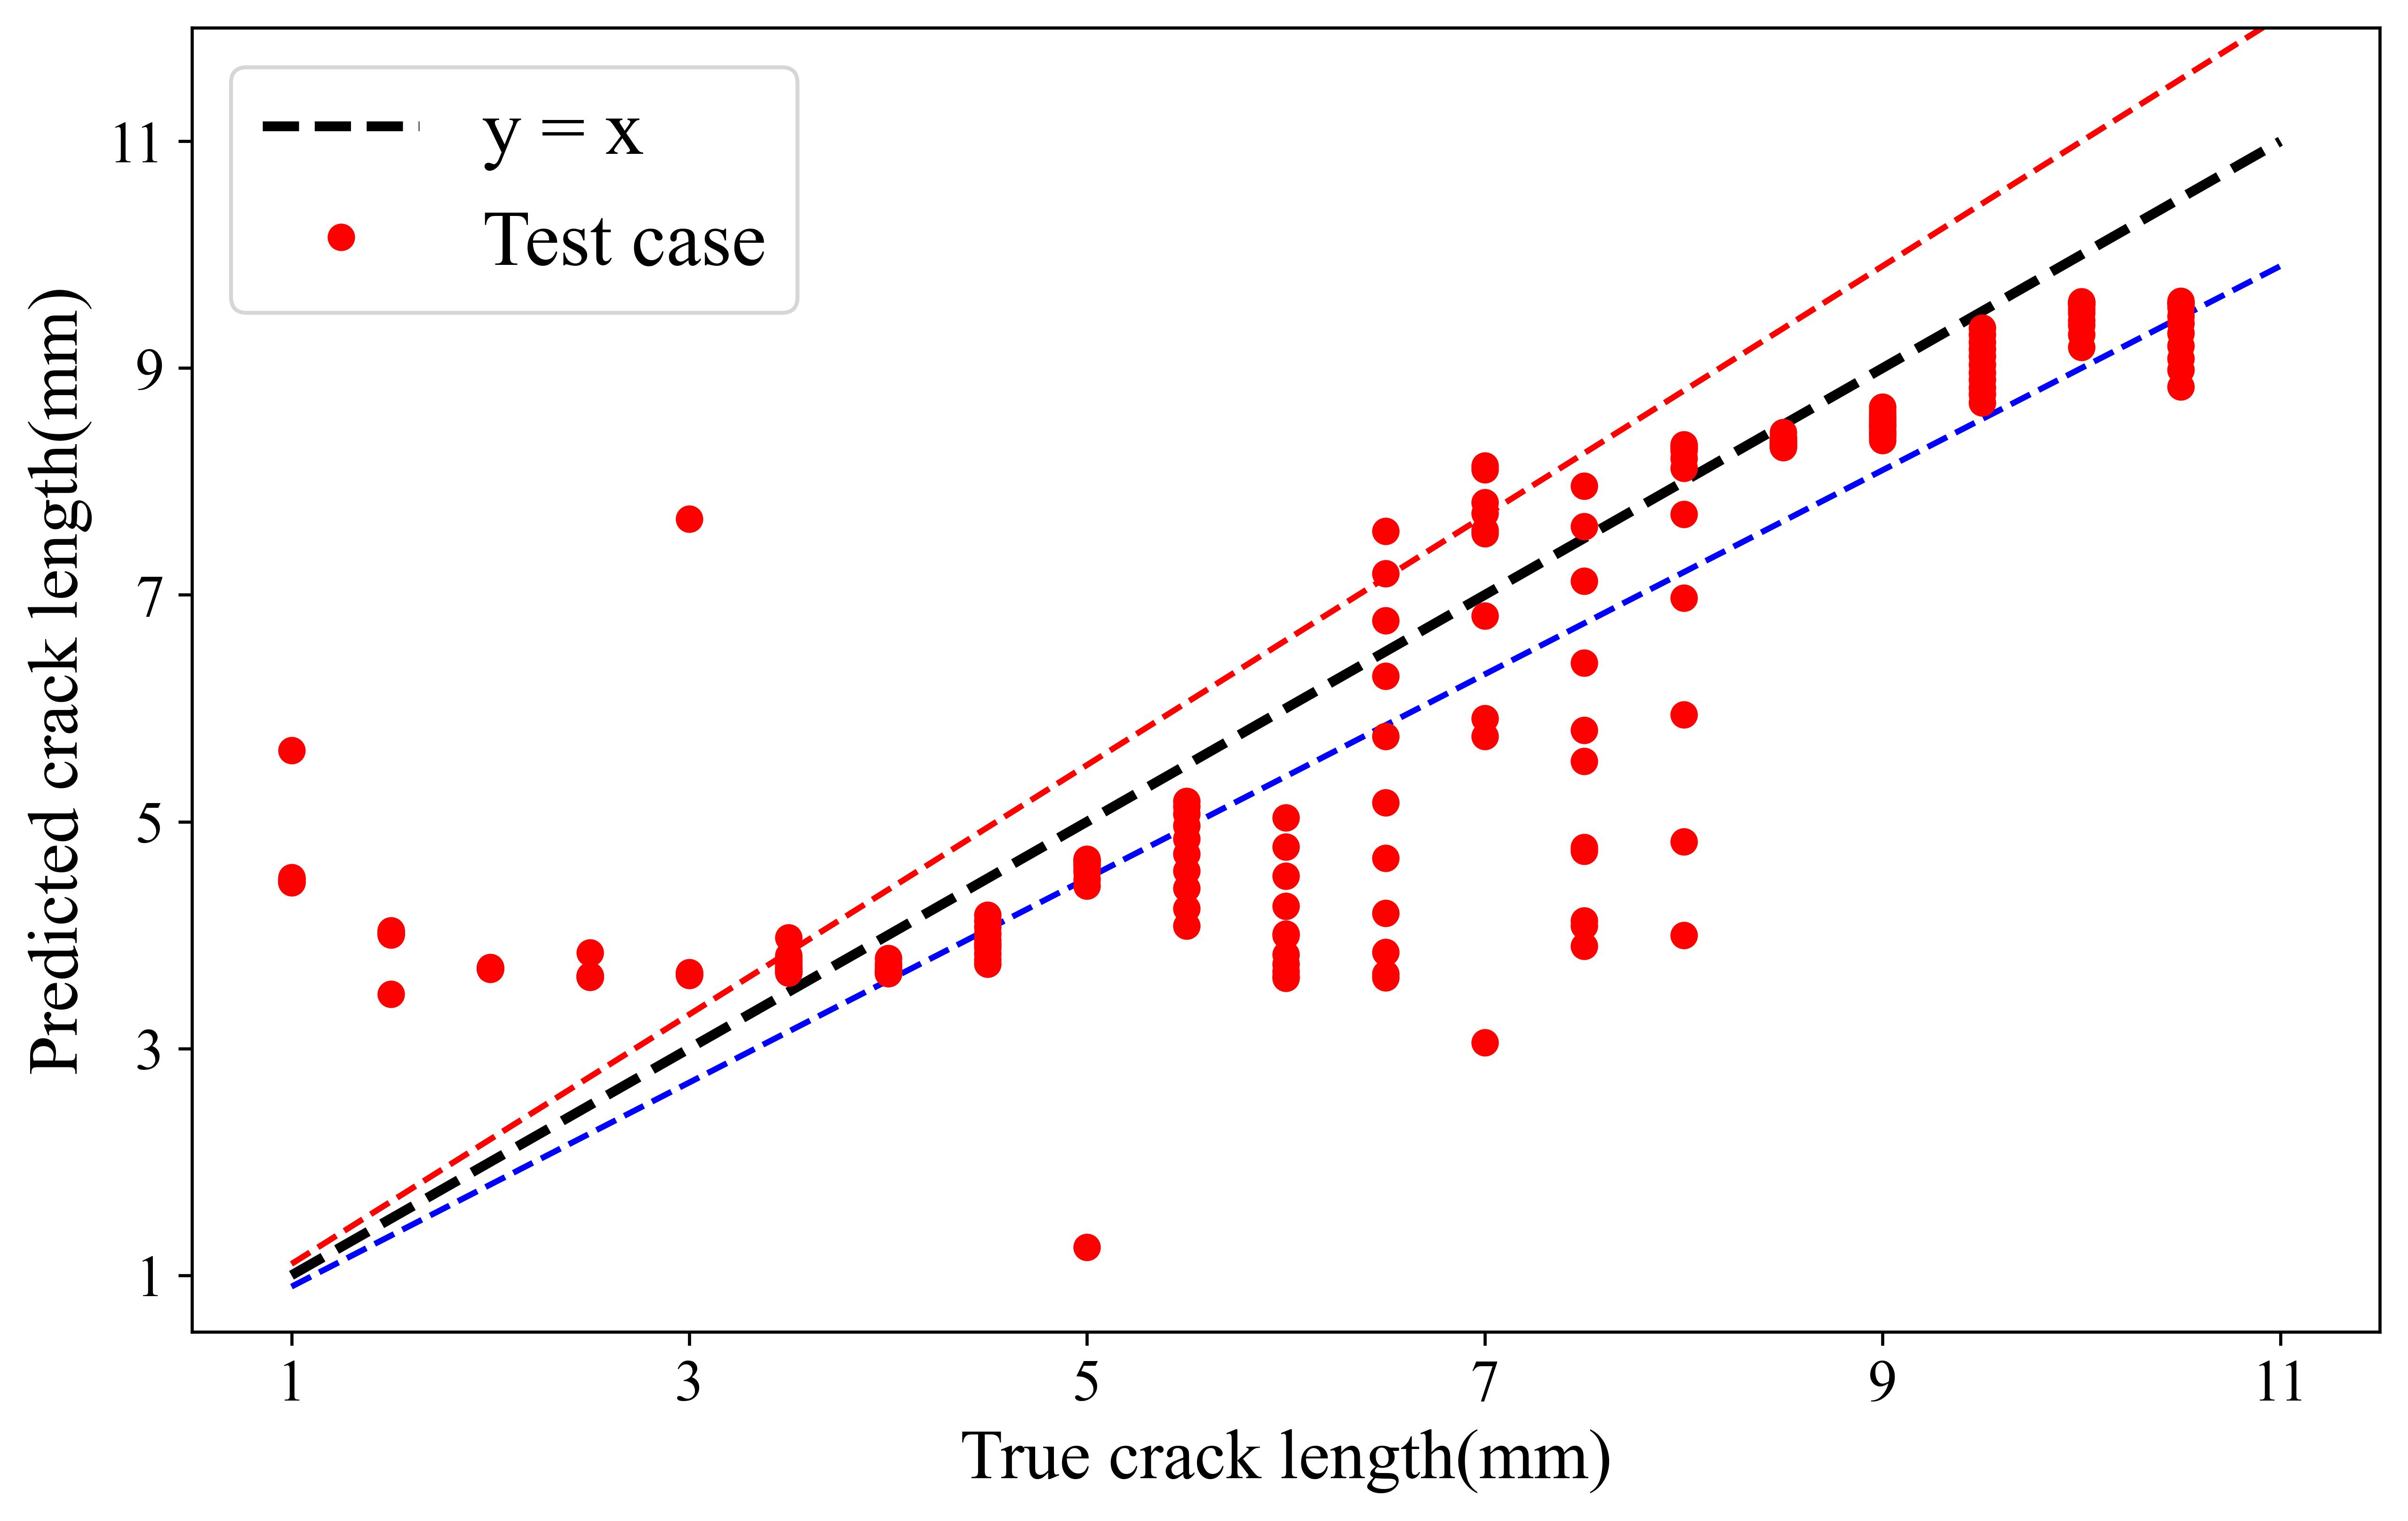 y = x
Test case
Predicted crack length(mm)
11
9
7
5
3
1
1 3 5 7 9 11
True crack length(mm)